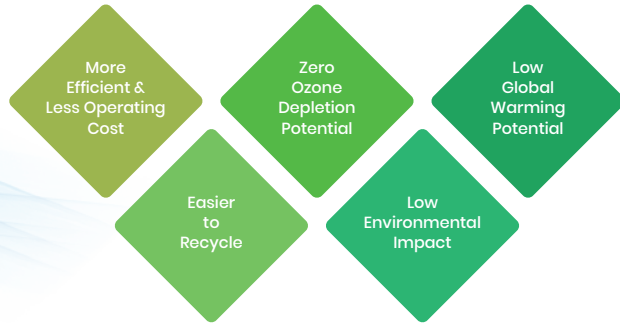 More
Efficient &
Less Operating
Cost
Zero
Ozone
Depletion
Potential
Low
Global
Warming
Potential
Easier
to
Recycle
Low
Environmental
Impact